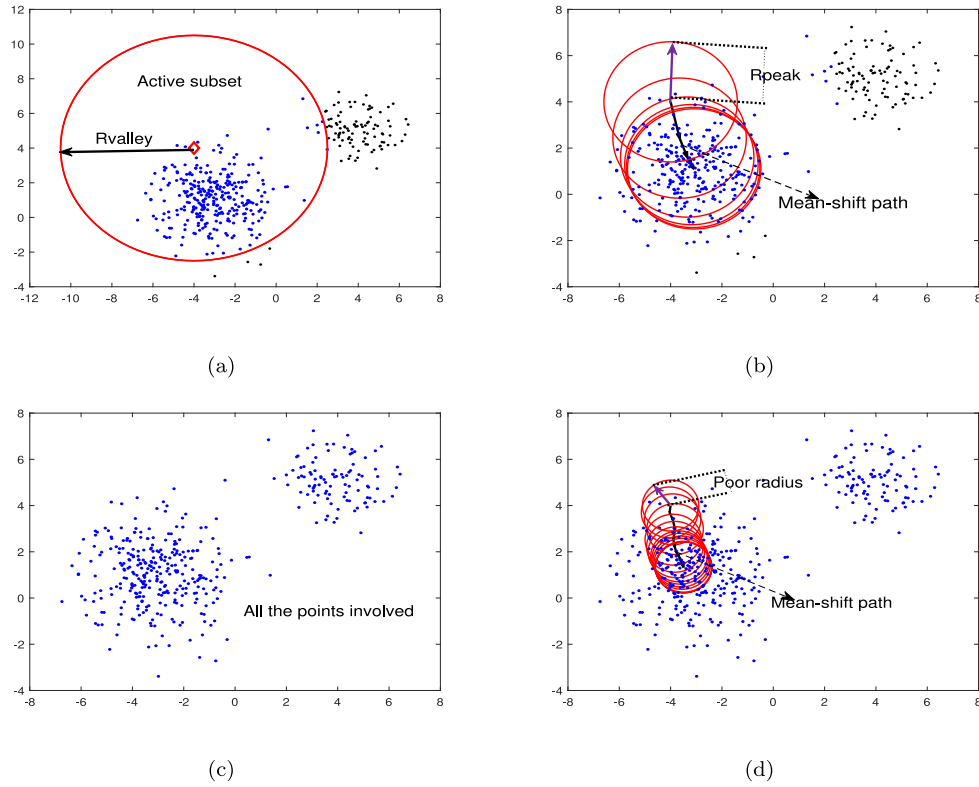 12
10
8
6
4
2
0
-2
-4
-12 -10 -8 -6 -4 -2 0 2 4 6 8
Active subset
Rvalley
(a)
8
6
4
2
0
-2
-4
-8 -6 -4 -2 0 2 4 6 8
Rpeak
Mean-shift path
(b)
8
6
4
2
0
-2
-4
-8 -6 -4 -2 0 2 4 6 8
All the points involved
(c)
8
6
4
2
0
-2
-4
-8 -6 -4 -2 0 2 4 6 8
Poor radius
Mean-shift path
(d)